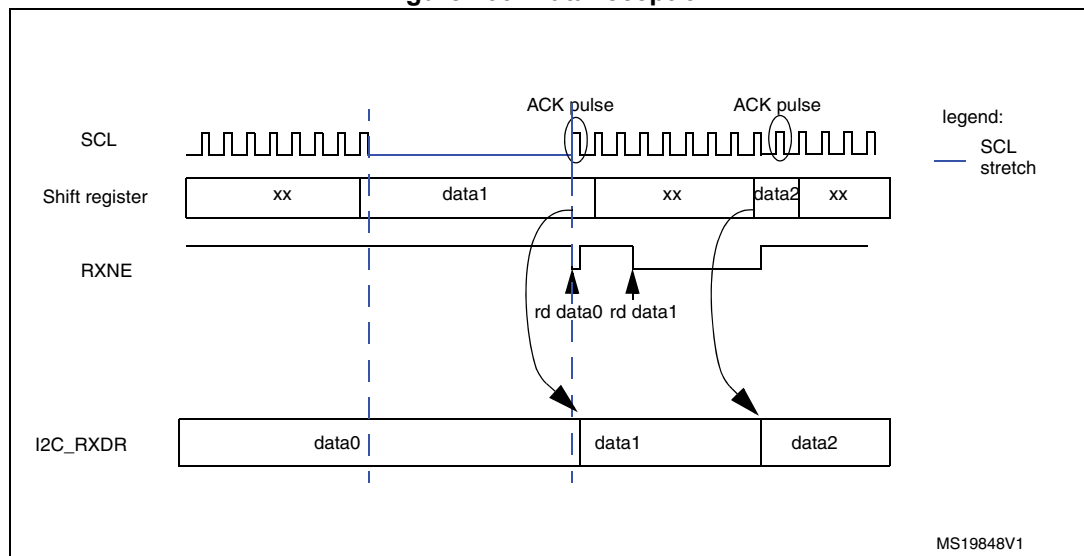 ACK pulse ACK pulse
legend:
SCL
SCL
stretch
Shift register xx data1 xx data2 xx
RXNE
rd data0 rd data1
I2C_RXDR data0 data1 data2
MS19848V1